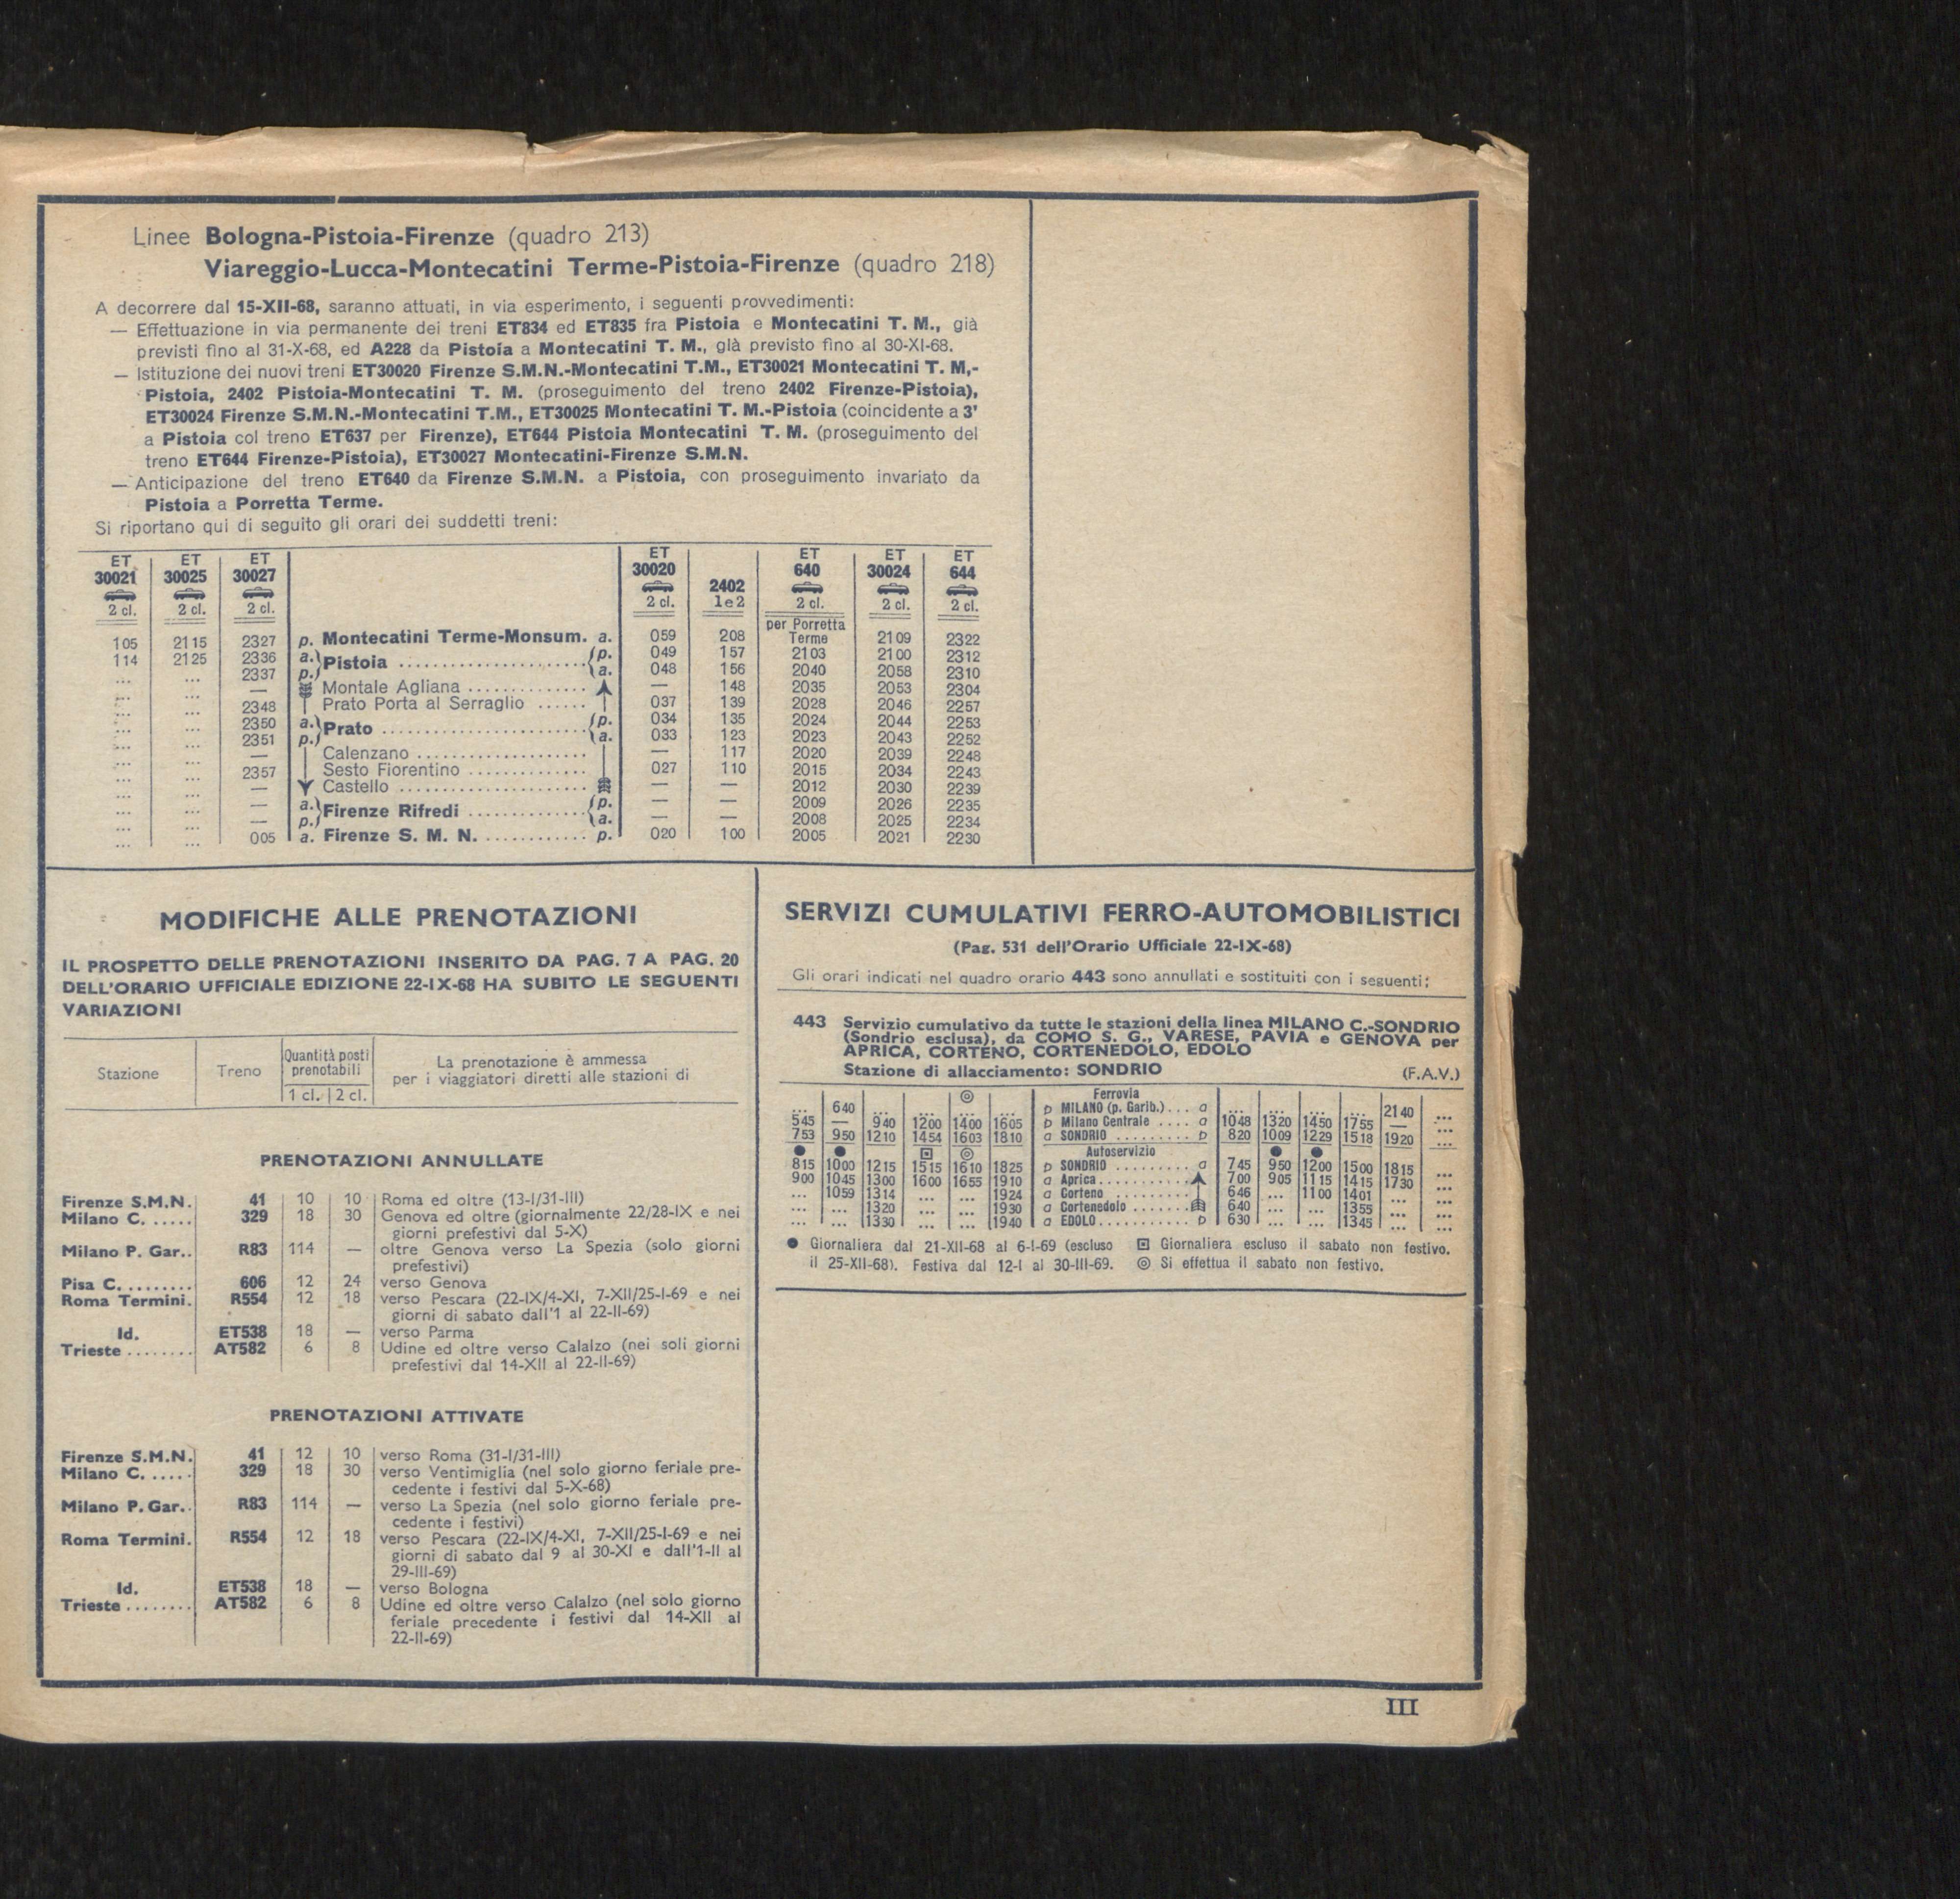 Linee Bologna-Pistoia-Firenze (quadro 213)
Viareggio-Lucca-Montecatini Terme-Pistoia-Firenze (quadro 218)
A decorrere dal 15-XII-68, saranno attuati, in via esperimento, i seguenti provvedimenti:
— Effettuazione in via permanente dei treni ET834 ed ET835 fra Pistoia e Montecatini T. M., già
previsti fino al 31-X-68, ed A228 da Pistoia a Montecatini T. M., già previsto fino al 30-XI-68.
— Istituzione dei nuovi treni ET30020 Firenze S.M.N.-Montecatini T.M., ET30021 Montecatini T. M,-
Pistoia, 2402 Pistoia-Montecatini T. M. (proseguimento del treno 2402 Firenze-Pistoia),
ET30024 Firenze S.M.N.-Montecatini T.M., ET30025 Montecatini T. M.-Pistoia (coincidente a 3'
a Pistoia col treno ET637 per Firenze), ET644 Pistoia Montecatini T. M. (proseguimento del
treno ET644 Firenze-Pistoia), ET30027 Montecatini-Firenze S.M.N.
— Anticipazione del treno ET640 da Firenze S.M.N. a Pistoia, con proseguimento invariato da
Pistoia a Porretta Terme.
Si riportano qui di seguito gli orari dei suddetti treni:
ET ET ET ET ET ET ET
30021 30025 30027 30020 2402 640 30024 644
2 cl. 2 cl. 2 cl. 2 cl. 1e2 2 cl. 2 cl. 2 cl.
per Porretta
105 2115 2327 p. Montecatini Terme-Monsum. a. 059 208 Terme 2109 2322
114 2125 2336 a. Pistoia .......... p. 049 157 2103 2100 2312
... ... 2337 p. a. 048 156 2040 2058 2310
... ... — Montale Agliana .......... — 148 2035 2053 2304
... ... 2348 Prato Porta al Serraglio ...... 037 139 2028 2046 2257
... ... 2350 a. Prato .......... p. 034 135 2024 2044 2253
... ... 2351 p. a. 033 123 2023 2043 2252
... ... — Calenzano .......... — 117 2020 2039 2248
... ... 2357 Sesto Fiorentino .......... 027 110 2015 2034 2243
... ... — Castello .......... — — 2012 2030 2239
... ... — a. Firenze Rifredi .......... p. — — 2009 2026 2235
... ... — p. a. — — 2008 2025 2234
... ... 005 a. Firenze S. M. N. .......... p. 020 100 2005 2021 2230
MODIFICHE ALLE PRENOTAZIONI
IL PROSPETTO DELLE PRENOTAZIONI INSERITO DA PAG. 7 A PAG. 20
DELL'ORARIO UFFICIALE EDIZIONE 22-IX-68 HA SUBITO LE SEGUENTI
VARIAZIONI
Stazione Treno Quantità posti prenotabili 1 cl. 2 cl. La prenotazione è ammessa
per i viaggiatori diretti alle stazioni di
PRENOTAZIONI ANNULLATE
Firenze S.M.N. 41 10 10 Roma ed oltre (13-I/31-III)
Milano C. ..... 329 18 30 Genova ed oltre (giornalmente 22/28-IX e nei
giorni prefestivi dal 5-X)
Milano P. Gar.. R83 114 — oltre Genova verso La Spezia (solo giorni
prefestivi)
Pisa C. ........ 606 12 24 verso Genova
Roma Termini. R554 12 18 verso Pescara (22-IX/4-XI, 7-XII/25-I-69 e nei
giorni di sabato dall'1 al 22-II-69)
Id. ET538 18 — verso Parma
Trieste ........ AT582 6 8 Udine ed oltre verso Calalzo (nei soli giorni
prefestivi dal 14-XII al 22-II-69)
PRENOTAZIONI ATTIVATE
Firenze S.M.N. 41 12 10 verso Roma (31-I/31-III)
Milano C. ..... 329 18 30 verso Ventimiglia (nel solo giorno feriale pre-
cedente i festivi dal 5-X-68)
Milano P. Gar.. R83 114 — verso La Spezia (nel solo giorno feriale pre-
cedente i festivi)
Roma Termini. R554 12 18 verso Pescara (22-IX/4-XI, 7-XII/25-I-69 e nei
giorni di sabato dal 9 al 30-XI e dall'1-II al
29-III-69)
Id. ET538 18 — verso Bologna
Trieste ........ AT582 6 8 Udine ed oltre verso Calalzo (nel solo giorno
feriale precedente i festivi dal 14-XII al
22-II-69)
SERVIZI CUMULATIVI FERRO-AUTOMOBILISTICI
(Pag. 531 dell'Orario Ufficiale 22-IX-68)
Gli orari indicati nel quadro orario 443 sono annullati e sostituiti con i seguenti:
443 Servizio cumulativo da tutte le stazioni della linea MILANO C.-SONDRIO
(Sondrio esclusa), da COMO S. G., VARESE, PAVIA e GENOVA per
APRICA, CORTENO, CORTENEDOLO, EDOLO
Stazione di allacciamento: SONDRIO (F.A.V.)
◎ Ferrovia
... 640 ... ... ... ... p MILANO (p. Garib.)... a ... ... ... ... 2140 ...
545 — 940 1200 1400 1605 p Milano Centrale .... a 1048 1320 1450 1755 — ...
753 950 1210 1454 1603 1810 a SONDRIO ......... p 820 1009 1229 1518 1920 ...
● ● ▣ ◎ Autoservizio ● ●
815 1000 1215 1515 1610 1825 p SONDRIO ......... a 745 950 1200 1500 1815 ...
900 1045 1300 1600 1655 1910 a Aprica ......... 700 905 1115 1415 1730 ...
... 1059 1314 ... ... 1924 a Corteno ......... 646 ... 1100 1401 ... ...
... ... 1320 ... ... 1930 a Cortenedolo ....... 640 ... ... 1355 ... ...
... ... 1330 ... ... 1940 a EDOLO........... p 630 ... ... 1345 ... ...
● Giornaliera dal 21-XII-68 al 6-I-69 (escluso ▣ Giornaliera escluso il sabato non festivo.
il 25-XII-68). Festiva dal 12-I al 30-III-69. ◎ Si effettua il sabato non festivo.
III